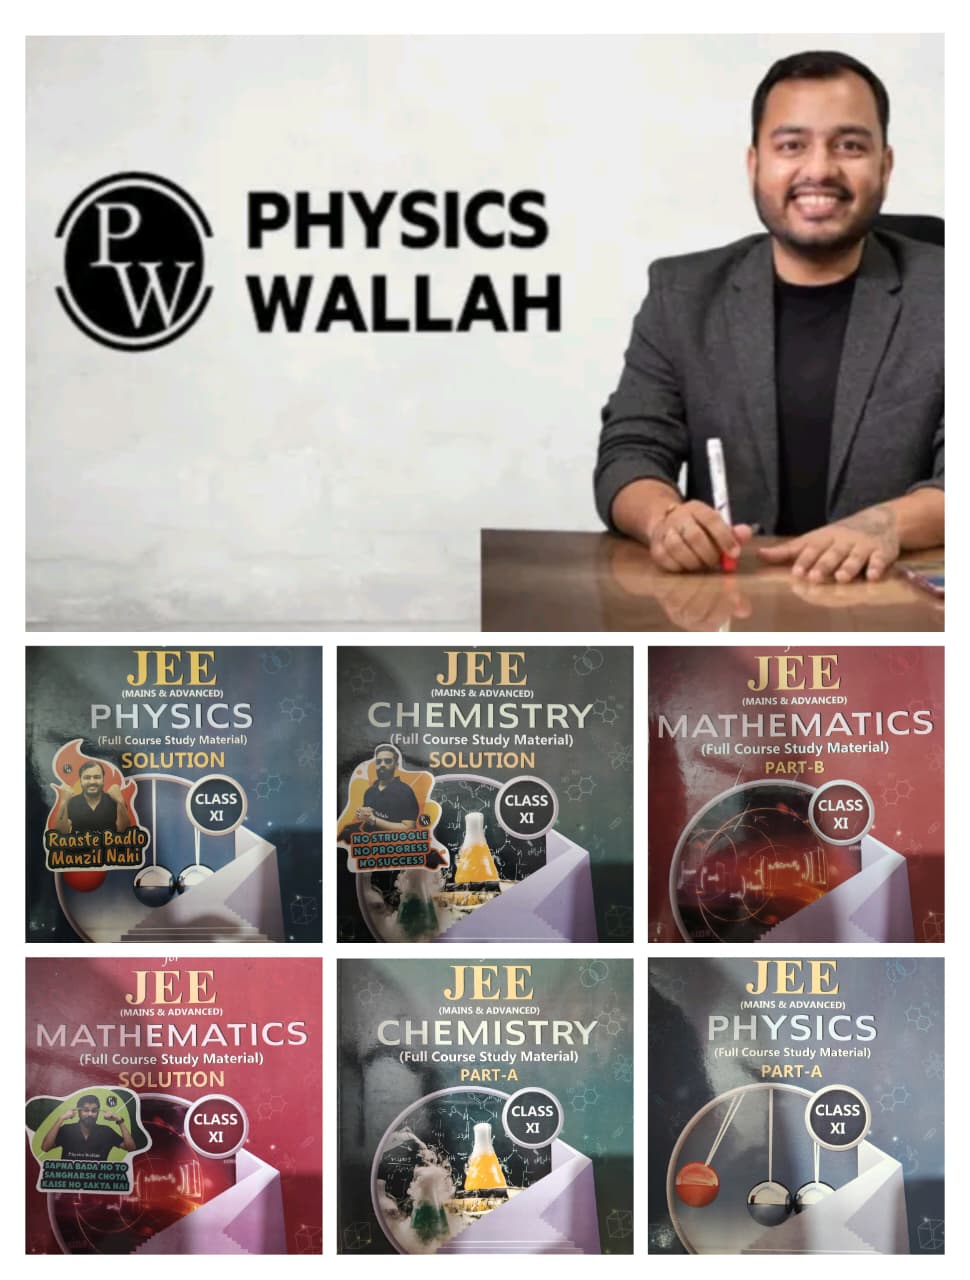 PW
PHYSICS
WALLAH
JEE
(MAINS & ADVANCED)
PHYSICS
(Full Course Study Material)
SOLUTION
CLASS
XI
Raaste Badlo
Manzil Nahi
JEE
(MAINS & ADVANCED)
CHEMISTRY
(Full Course Study Material)
SOLUTION
CLASS
XI
NO STRUGGLE
NO PROGRESS
NO SUCCESS
JEE
(MAINS & ADVANCED)
MATHEMATICS
(Full Course Study Material)
PART-B
CLASS
XI
for
JEE
(MAINS & ADVANCED)
MATHEMATICS
(Full Course Study Material)
SOLUTION
CLASS
XI
Physics Wallah
SAPNA BADA HO TO
SANGHARSH CHOTA
KAISE HO SAKTA HAI
JEE
(MAINS & ADVANCED)
CHEMISTRY
(Full Course Study Material)
PART-A
CLASS
XI
JEE
(MAINS & ADVANCED)
PHYSICS
(Full Course Study Material)
PART-A
CLASS
XI